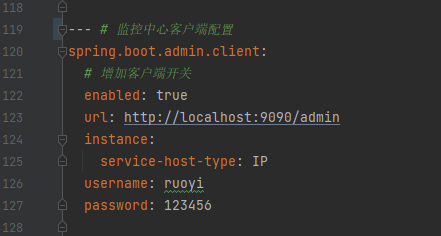 118
119 --- # 监控中心客户端配置
120 spring.boot.admin.client:
121   # 增加客户端开关
122   enabled: true
123   url: http://localhost:9090/admin
124   instance:
125     service-host-type: IP
126   username: ruoyi
127   password: 123456
128